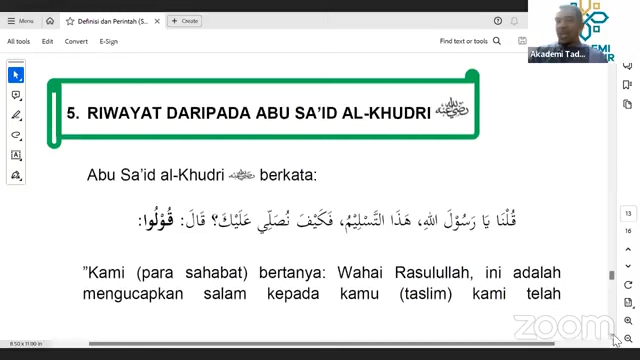 Menu
Definisi dan Perintah (S...
Create
All tools Edit Convert E-Sign
Find text or tools
Akademi Tad...
5. RIWAYAT DARIPADA ABU SA'ID AL-KHUDRI رضي الله عنه
Abu Sa'id al-Khudri berkata:
قُلْنَا يَا رَسُوْلَ اللهِ، هَذَا التَّسْلِيْمُ، فَكَيْفَ نُصَلِّي عَلَيْكَ؟ قَالَ: قُوْلُوا:
"Kami (para sahabat) bertanya: Wahai Rasulullah, ini adalah
mengucapkan salam kepada kamu (taslim) kami telah
13
16
8.50 x 11.00 in
zoom